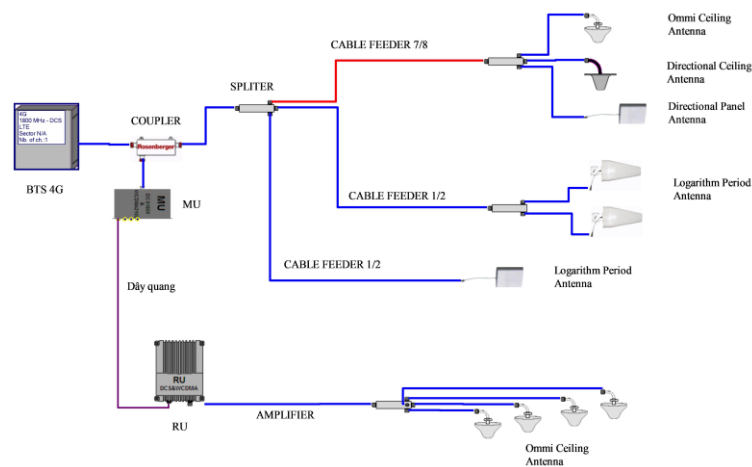 Ommi Ceiling
Antenna
CABLE FEEDER 7/8
Directional Ceiling
Antenna
SPLITER
Directional Panel
Antenna
4G
1800 MHz - DCS
LTE
Sector N/A
Nb. of ch.:1
COUPLER
Rosenberger
BTS 4G
MU
MU
CABLE FEEDER 1/2
Logarithm Period
Antenna
CABLE FEEDER 1/2
Logarithm Period
Antenna
Dây quang
RU
DCS&WCDMA
RU
AMPLIFIER
Ommi Ceiling
Antenna